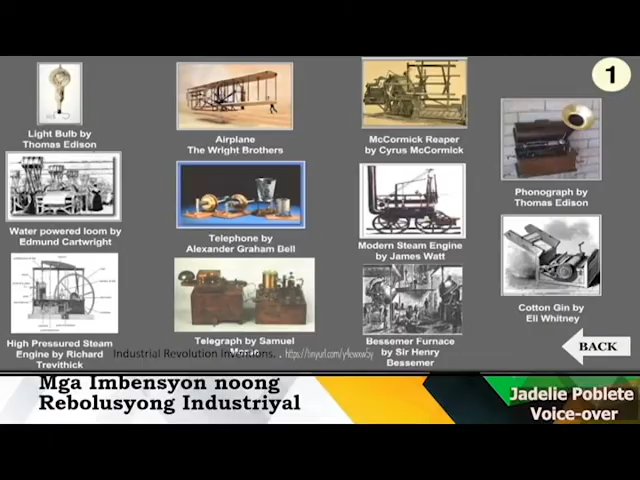 1
Light Bulb by
Thomas Edison
Airplane
The Wright Brothers
McCormick Reaper
by Cyrus McCormick
Phonograph by
Thomas Edison
Water powered loom by
Edmund Cartwright
Telephone by
Alexander Graham Bell
Modern Steam Engine
by James Watt
Cotton Gin by
Eli Whitney
High Pressured Steam
Engine by Richard
Trevithick
Telegraph by Samuel
Bessemer Furnace
by Sir Henry
Bessemer
BACK
Industrial Revolution Inventions. .
Mga Imbensyon noong
Rebolusyong Industriyal
Jadelie Poblete
Voice-over